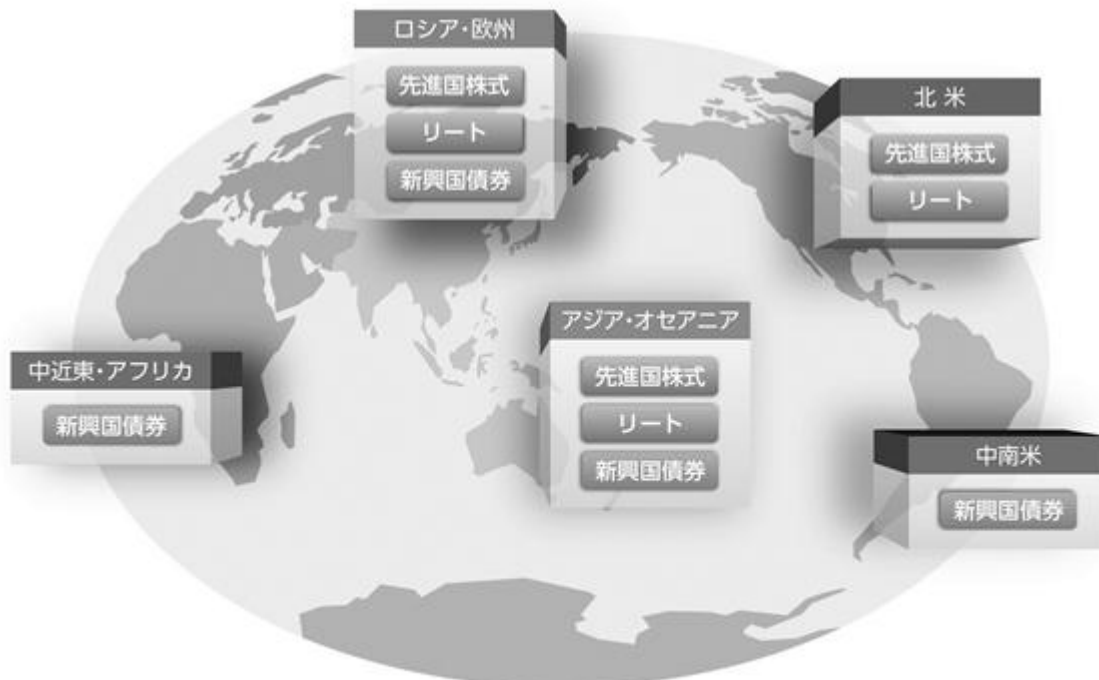 ロシア・欧州
先進国株式
リート
新興国債券
北米
先進国株式
リート
アジア・オセアニア
先進国株式
リート
新興国債券
中近東・アフリカ
新興国債券
中南米
新興国債券